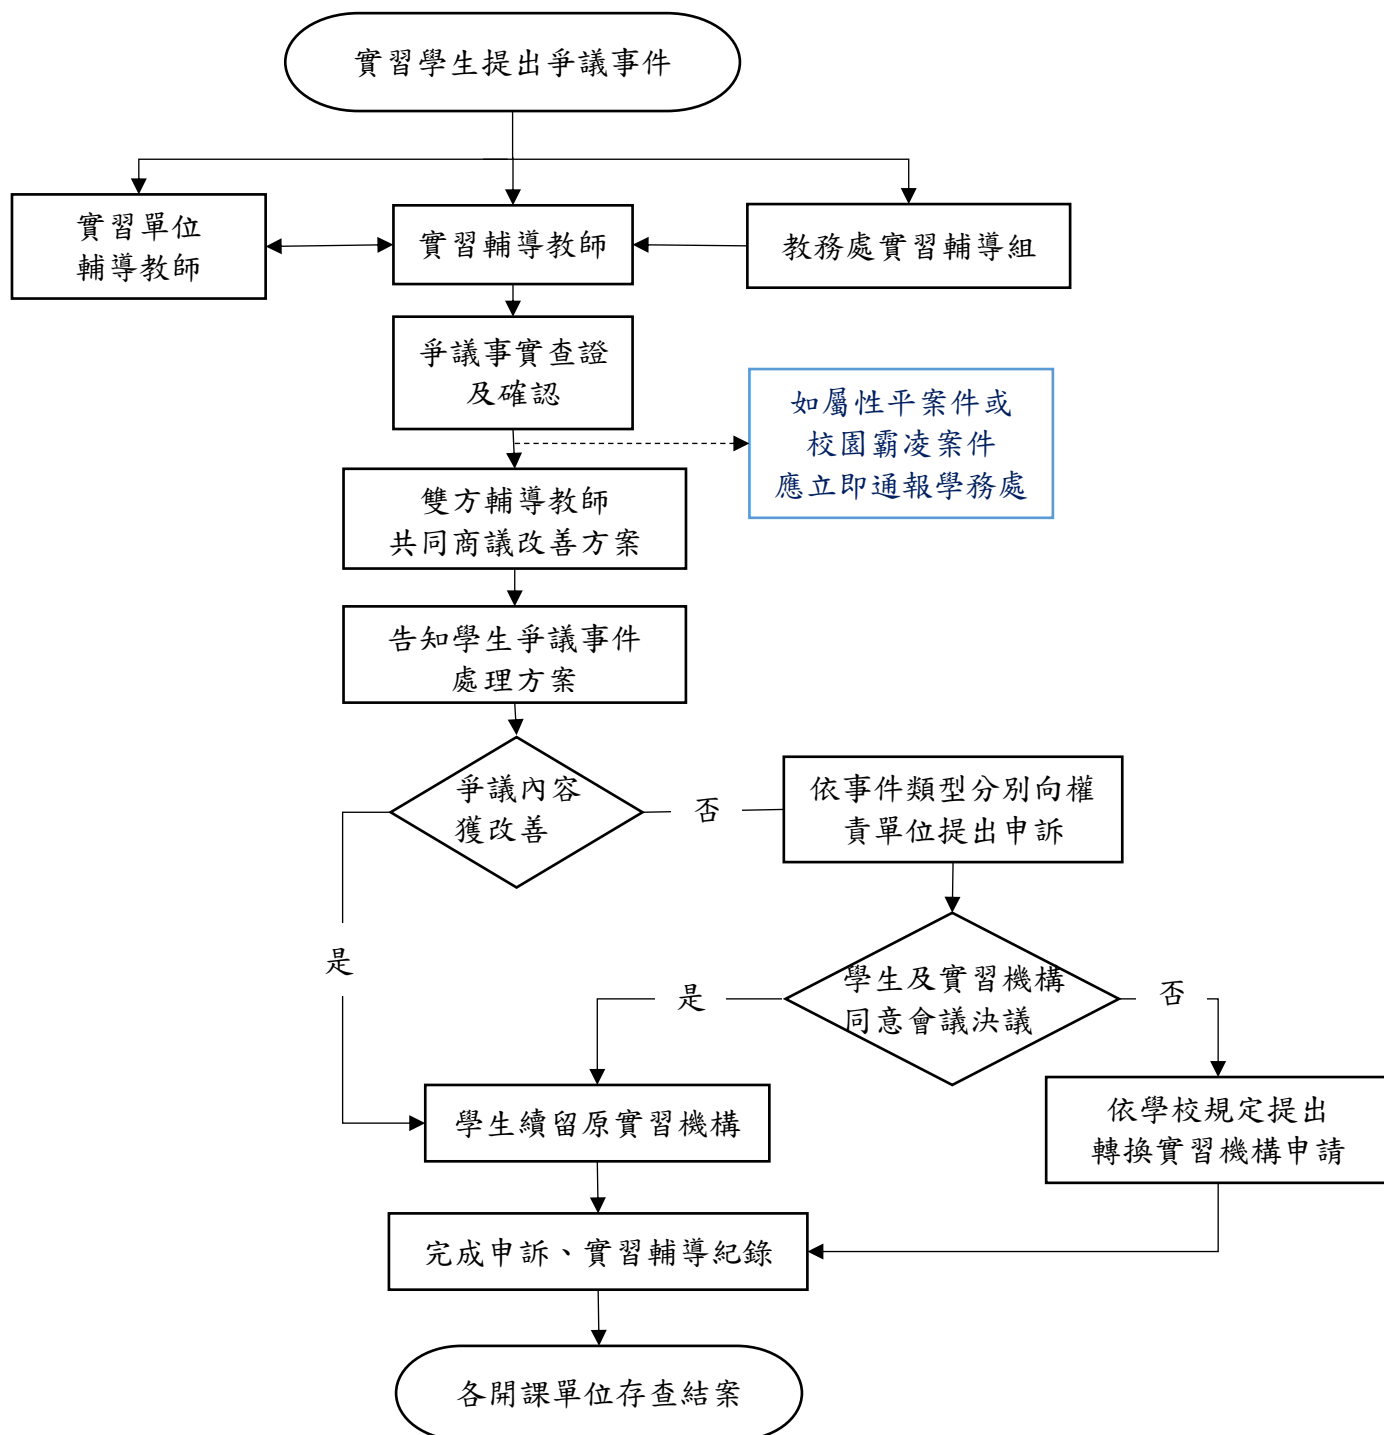 實習學生提出爭議事件
實習單位
輔導教師
實習輔導教師
教務處實習輔導組
爭議事實查證
及確認
如屬性平案件或
校園霸凌案件
應立即通報學務處
雙方輔導教師
共同商議改善方案
告知學生爭議事件
處理方案
爭議內容
獲改善
否
依事件類型分別向權
責單位提出申訴
是
學生及實習機構
同意會議決議
是
否
學生續留原實習機構
依學校規定提出
轉換實習機構申請
完成申訴、實習輔導紀錄
各開課單位存查結案